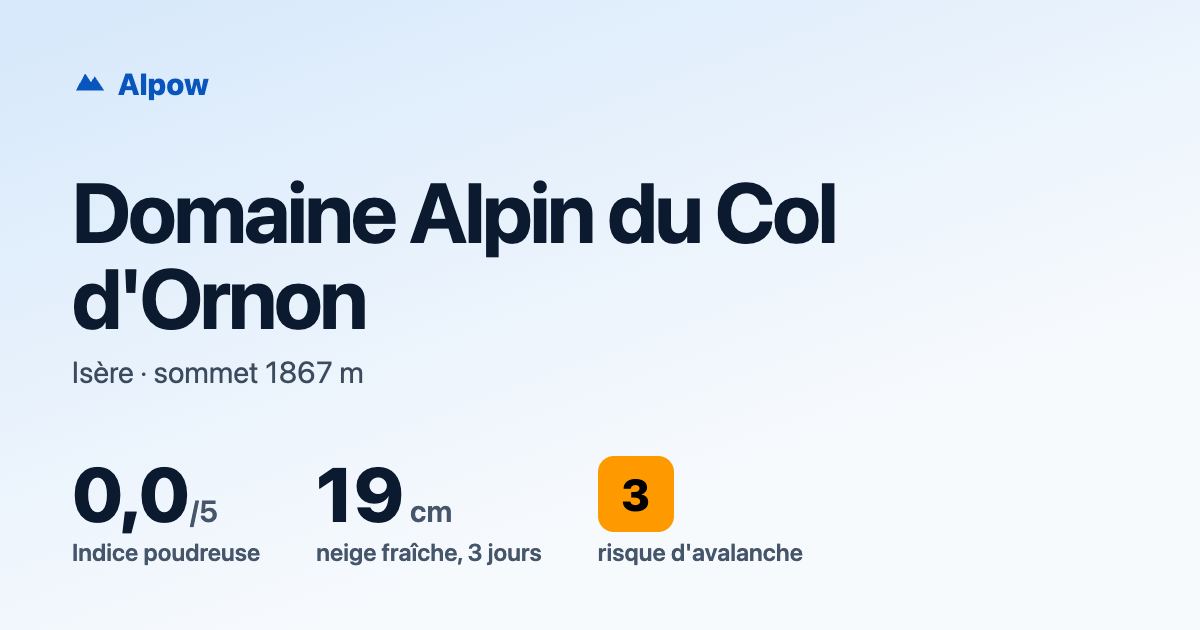 Alpow
Domaine Alpin du Col
d'Ornon
Isère · sommet 1867 m
0,0/5
Indice poudreuse
19 cm
neige fraîche, 3 jours
3
risque d'avalanche